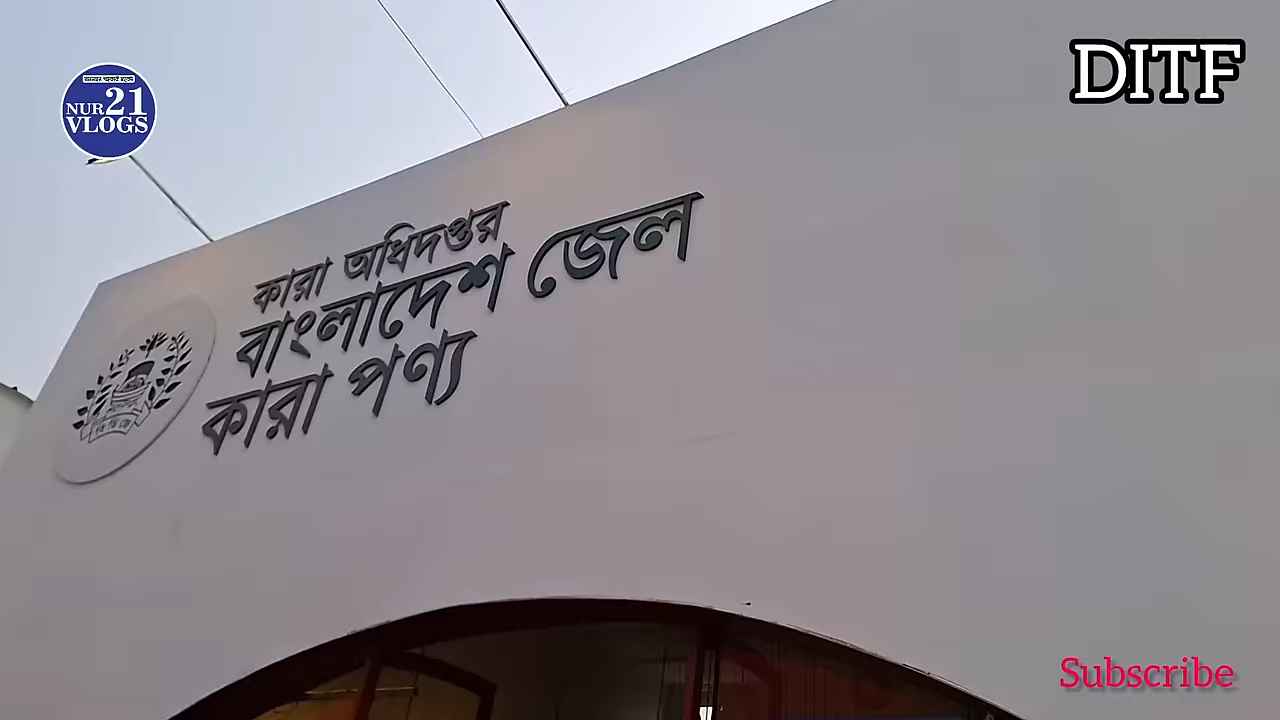 NUR 21
VLOGS
DITF
কারা অধিদপ্তর
বাংলাদেশ জেল
কারা পণ্য
Subscribe